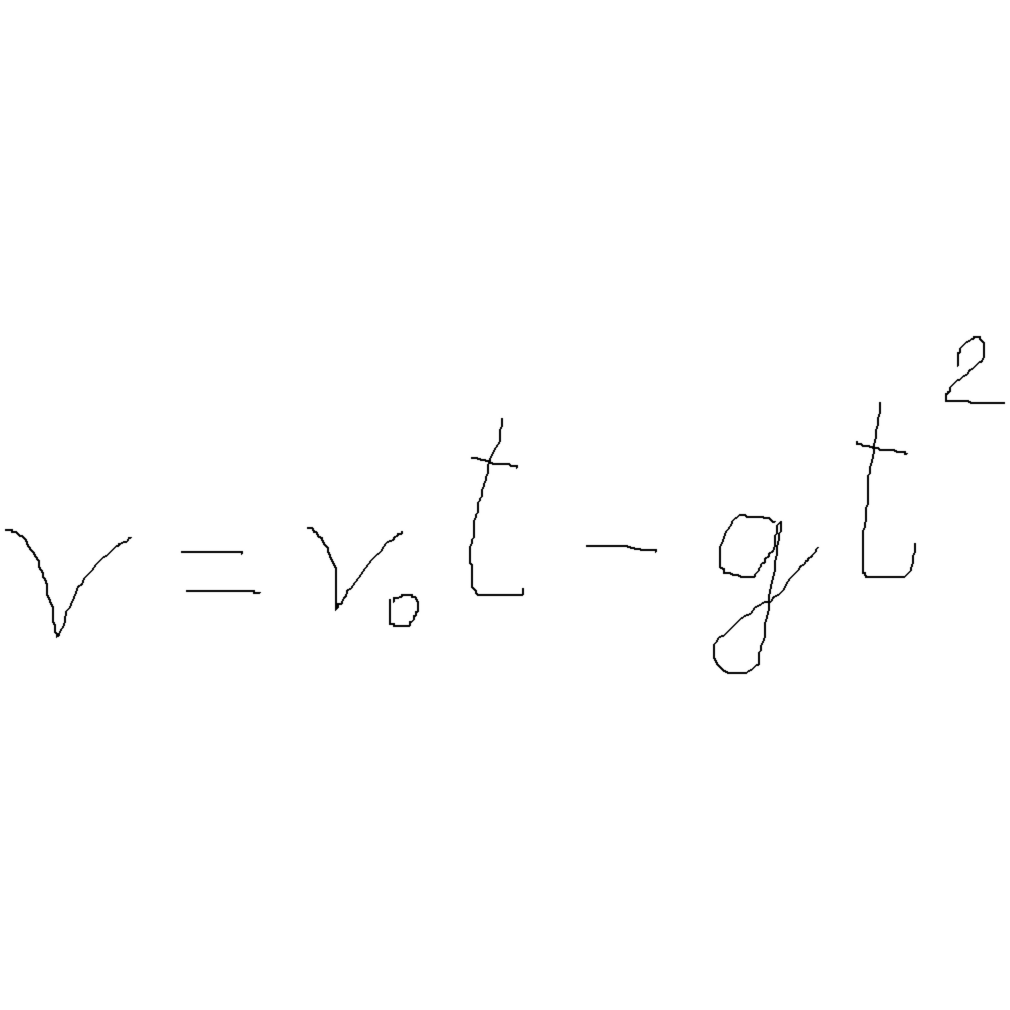 v = v₀t - gt²